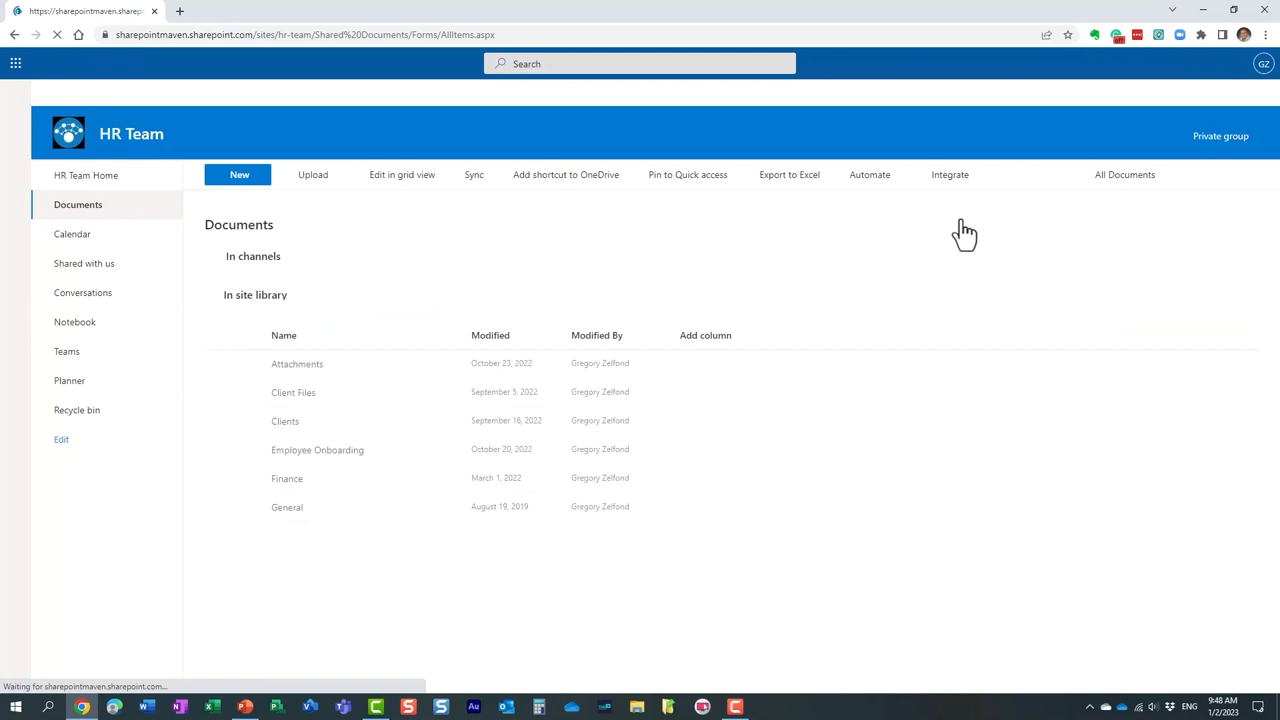 https://sharepointmaven.sharep
sharepointmaven.sharepoint.com/sites/hr-team/Shared%20Documents/Forms/AllItems.aspx
Search
GZ
HR Team
Private group
HR Team Home
New
Upload
Edit in grid view
Sync
Add shortcut to OneDrive
Pin to Quick access
Export to Excel
Automate
Integrate
All Documents
Documents
Calendar
Shared with us
Conversations
Notebook
Teams
Planner
Recycle bin
Edit
Documents
In channels
In site library
Name Modified Modified By Add column
Attachments October 23, 2022 Gregory Zelfond
Client Files September 5, 2022 Gregory Zelfond
Clients September 16, 2022 Gregory Zelfond
Employee Onboarding October 20, 2022 Gregory Zelfond
Finance March 1, 2022 Gregory Zelfond
General August 19, 2019 Gregory Zelfond
Waiting for sharepointmaven.sharepoint.com...
ENG
9:48 AM
1/2/2023